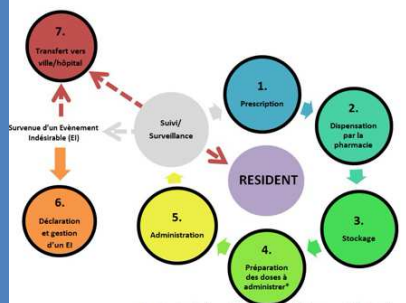 7.
Transfert vers
ville/hôpital
1.
Prescription
2.
Dispensation
par la
pharmacie
Suivi/
Surveillance
Survenue d'un Evènement
Indésirable (EI)
RESIDENT
3.
Stockage
6.
Déclaration
et gestion
d'un EI
5.
Administration
4.
Préparation
des doses à
administrer*